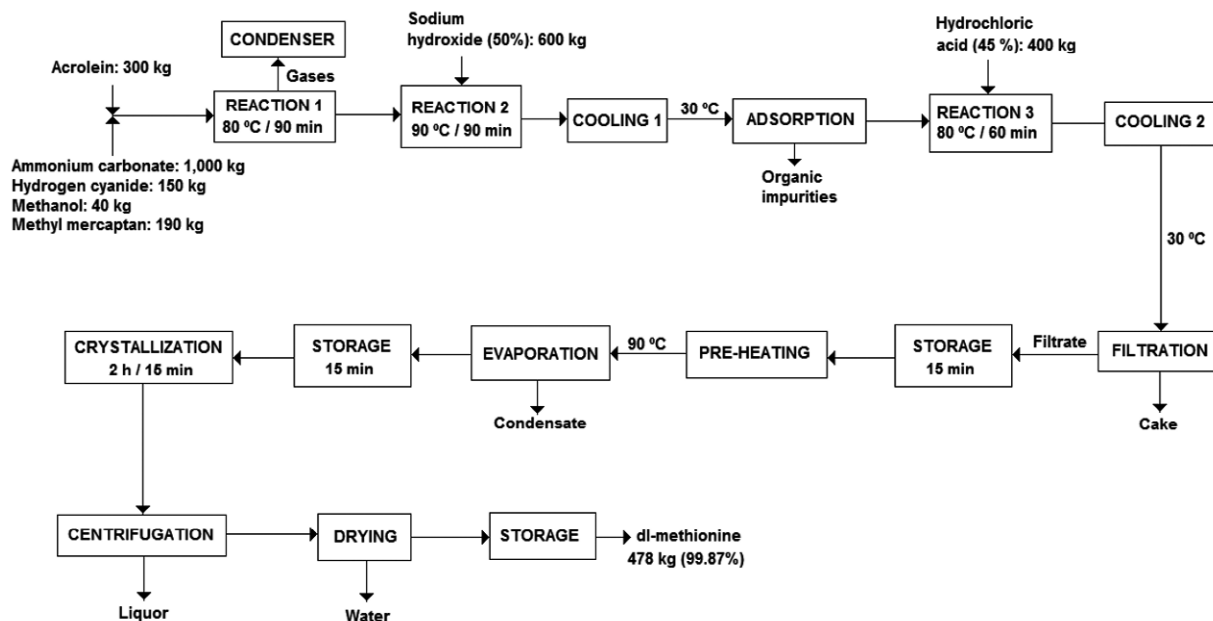 Sodium
hydroxide (50%): 600 kg
Hydrochloric
acid (45 %): 400 kg
CONDENSER
Acrolein: 300 kg
Gases
REACTION 1
80 ºC / 90 min
REACTION 2
90 ºC / 90 min
COOLING 1
30 ºC
ADSORPTION
REACTION 3
80 ºC / 60 min
COOLING 2
Ammonium carbonate: 1,000 kg
Hydrogen cyanide: 150 kg
Methanol: 40 kg
Methyl mercaptan: 190 kg
Organic
impurities
30 ºC
CRYSTALLIZATION
2 h / 15 min
STORAGE
15 min
EVAPORATION
90 ºC
PRE-HEATING
STORAGE
15 min
Filtrate
FILTRATION
Condensate
Cake
CENTRIFUGATION
DRYING
STORAGE
dl-methionine
478 kg (99.87%)
Liquor
Water